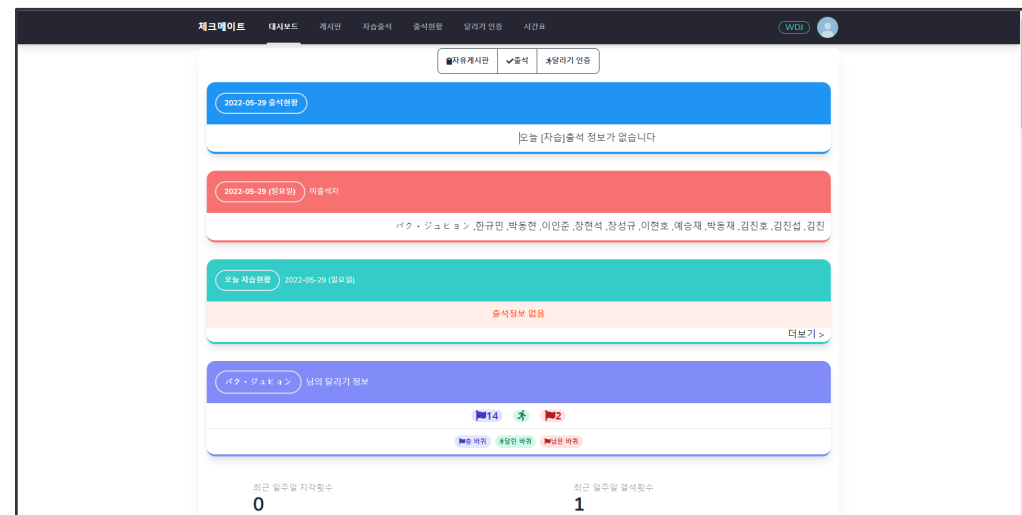 체크메이트 대시보드 게시판 자습출석 출석현황 달리기 인증 시간표 WDJ
자유게시판 출석 달리기 인증
2022-05-29 출석현황
오늘 [자습]출석 정보가 없습니다
2022-05-29 (일요일) 미출석자
パク・ジュヒョン ,한규민 ,박동현 ,이인준 ,장현석 ,장성규 ,이현호 ,예승재 ,박동재 ,김진호 ,김진섭 ,김진
오늘 자습현황 2022-05-29 (일요일)
출석정보 없음
더보기 >
パク・ジュヒョン 님의 달리기 정보
14 2
총 바퀴 달린 바퀴 남은 바퀴
최근 일주일 지각횟수 최근 일주일 결석횟수
0 1